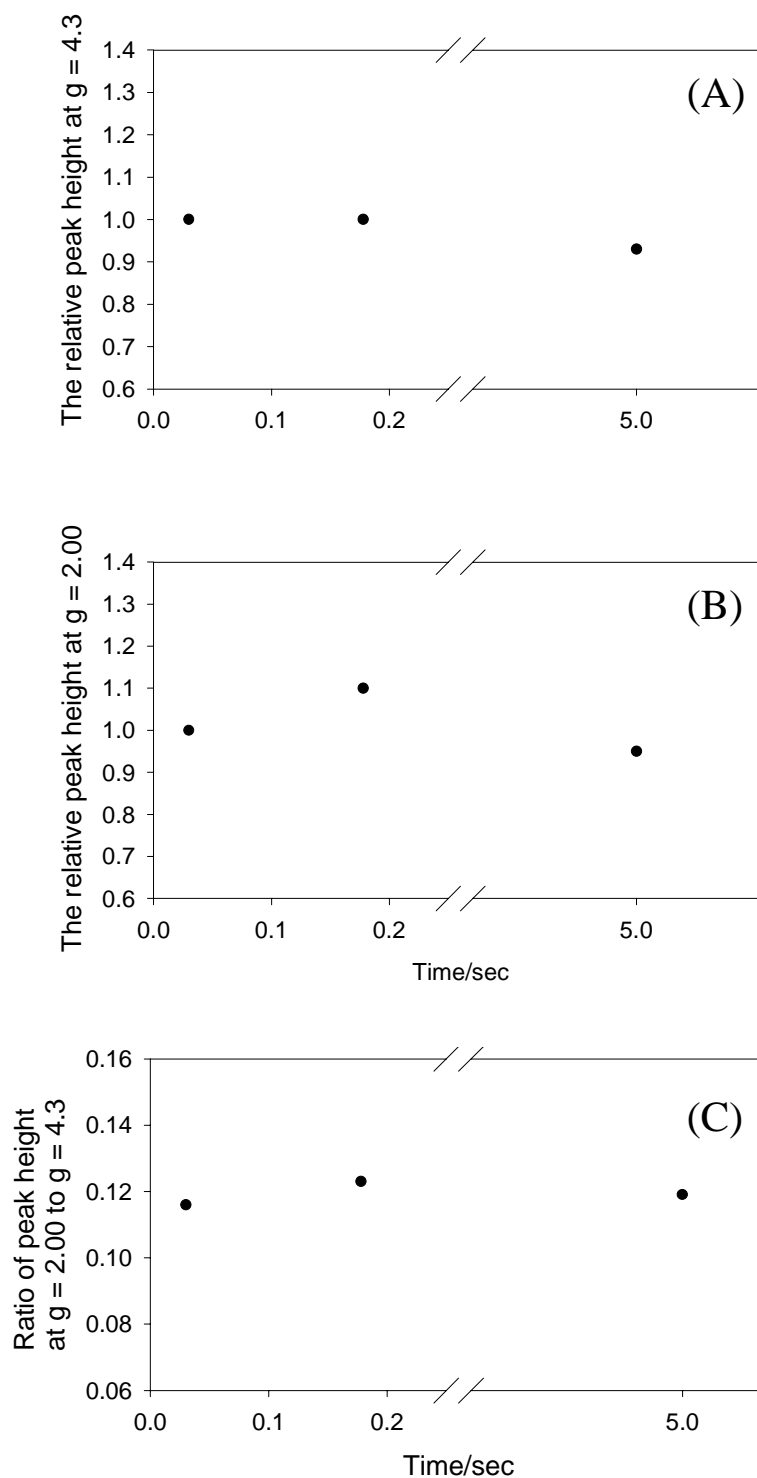 The relative peak height at g = 4.3
1.4
1.3
1.2
1.1
1.0
0.9
0.8
0.7
0.6
(A)
0.0 0.1 0.2 5.0
The relative peak height at g = 2.00
1.4
1.3
1.2
1.1
1.0
0.9
0.8
0.7
0.6
(B)
0.0 0.1 0.2 5.0
Time/sec
Ratio of peak height
at g = 2.00 to g = 4.3
0.16
0.14
0.12
0.10
0.08
0.06
(C)
0.0 0.1 0.2 5.0
Time/sec